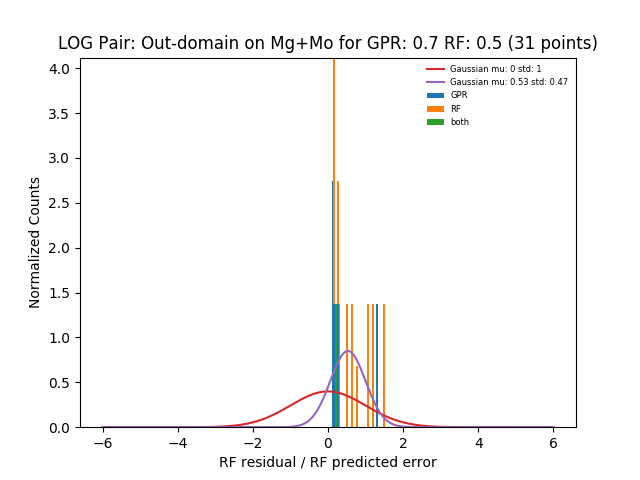 LOG Pair: Out-domain on Mg+Mo for GPR: 0.7 RF: 0.5 (31 points)
Gaussian mu: 0 std: 1
Gaussian mu: 0.53 std: 0.47
GPR
RF
both
4.0
3.5
3.0
2.5
2.0
1.5
1.0
0.5
0.0
Normalized Counts
−6 −4 −2 0 2 4 6
RF residual / RF predicted error